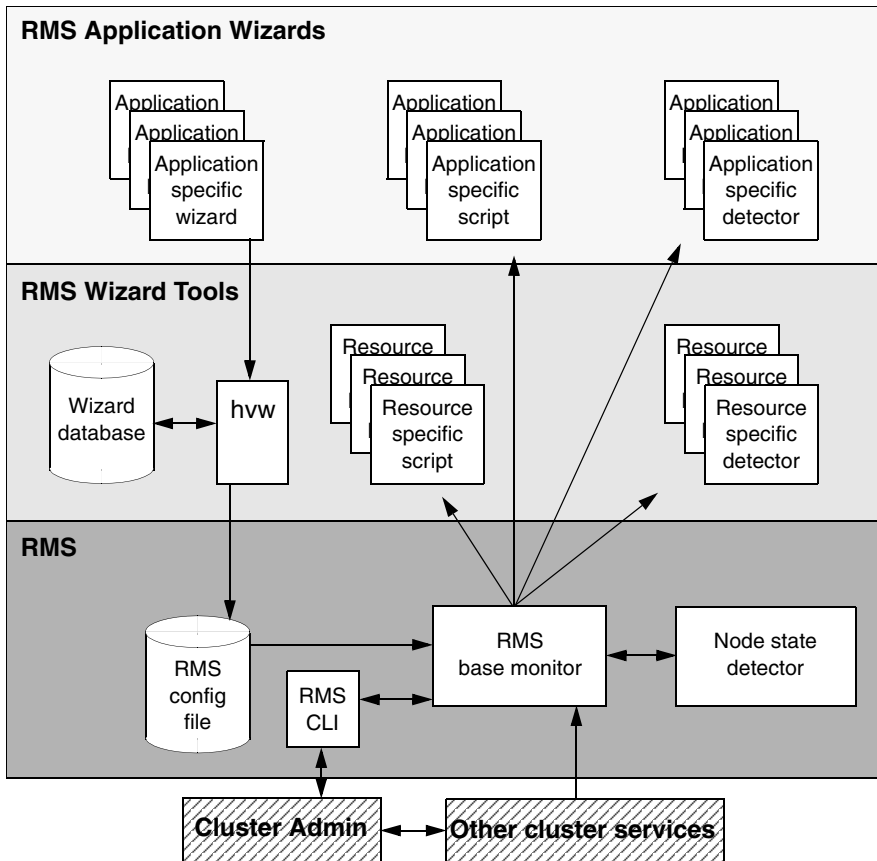 RMS Application Wizards
Application
Application
Application
specific
wizard
Application
Application
Application
specific
script
Application
Application
Application
specific
detector
RMS Wizard Tools
Wizard
database
hvw
Resource
Resource
Resource
specific
script
Resource
Resource
Resource
specific
detector
RMS
RMS
config
file
RMS
CLI
RMS
base monitor
Node state
detector
Cluster Admin
Other cluster services